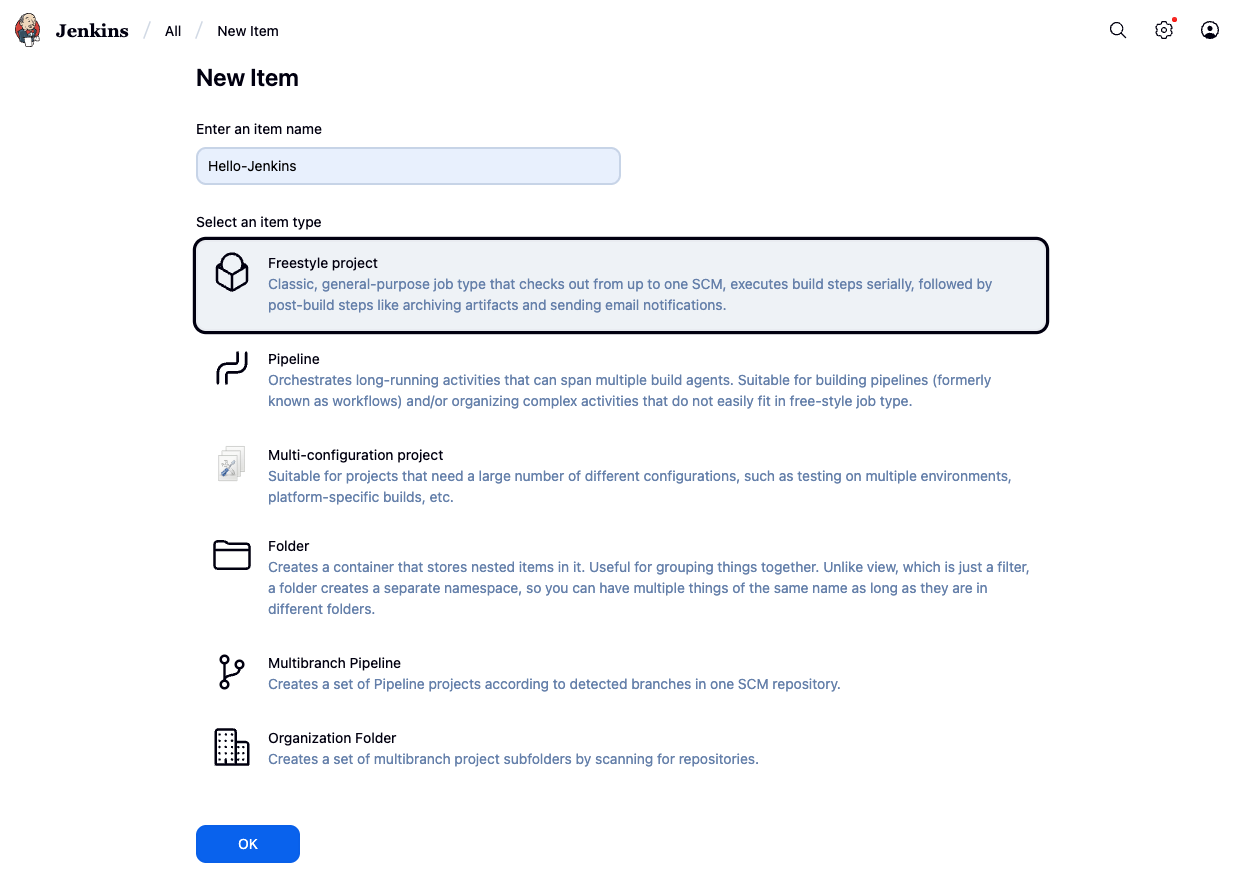 Jenkins / All / New Item
New Item
Enter an item name
Hello-Jenkins
Select an item type
Freestyle project
Classic, general-purpose job type that checks out from up to one SCM, executes build steps serially, followed by
post-build steps like archiving artifacts and sending email notifications.
Pipeline
Orchestrates long-running activities that can span multiple build agents. Suitable for building pipelines (formerly
known as workflows) and/or organizing complex activities that do not easily fit in free-style job type.
Multi-configuration project
Suitable for projects that need a large number of different configurations, such as testing on multiple environments,
platform-specific builds, etc.
Folder
Creates a container that stores nested items in it. Useful for grouping things together. Unlike view, which is just a filter,
a folder creates a separate namespace, so you can have multiple things of the same name as long as they are in
different folders.
Multibranch Pipeline
Creates a set of Pipeline projects according to detected branches in one SCM repository.
Organization Folder
Creates a set of multibranch project subfolders by scanning for repositories.
OK